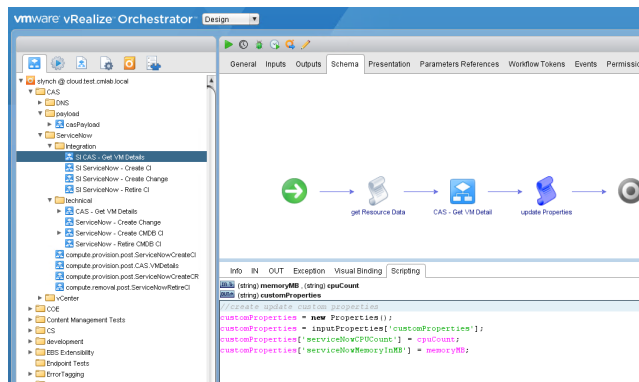 vmware vRealize Orchestrator Design
General Inputs Outputs Schema Presentation Parameters References Workflow Tokens Events Permissio
slynch @ cloud.test.cmlab.local
CAS
DNS
payload
casPayload
ServiceNow
Integration
SI CAS - Get VM Details
SI ServiceNow - Create CI
SI ServiceNow - Create Change
SI ServiceNow - Retire CI
technical
CAS - Get VM Details
ServiceNow - Create Change
ServiceNow - Create CMDB CI
ServiceNow - Retire CMDB CI
compute.provision.post.ServiceNowCreateCI
compute.provision.post.CAS.VMDetails
compute.provision.post.ServiceNowCreateCR
compute.removal.post.ServiceNowRetireCI
vCenter
COE
Content Management Tests
CS
development
EBS Extensibility
Endpoint Tests
ErrorTagging
get Resource Data CAS - Get VM Detail update Properties
Info IN OUT Exception Visual Binding Scripting
(string) memoryMB , (string) cpuCount
(string) customProperties
//create update custom properties
customProperties = new Properties();
customProperties = inputProperties['customProperties'];
customProperties['serviceNowCPUCount'] = cpuCount;
customProperties['serviceNowMemoryInMB'] = memoryMB;